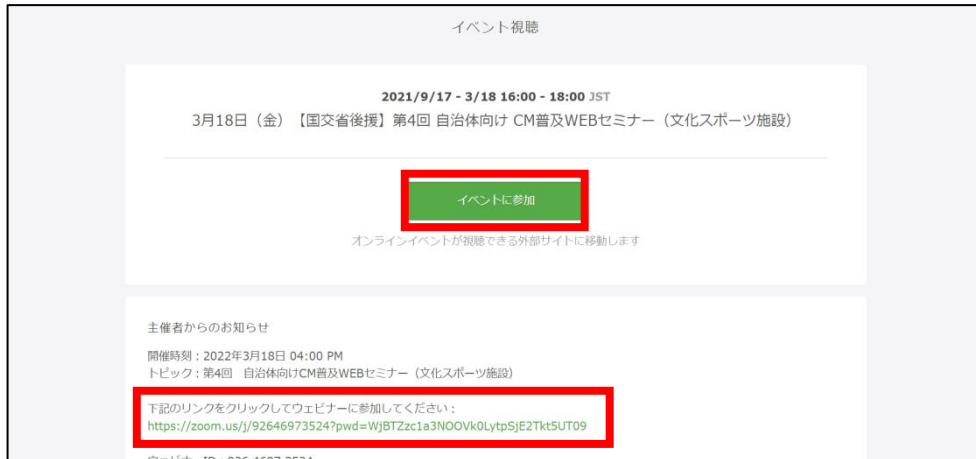 イベント視聴
2021/9/17 - 3/18 16:00 - 18:00 JST
3月18日（金）【国交省後援】第4回 自治体向け CM普及WEBセミナー（文化スポーツ施設）
イベントに参加
オンラインイベントが視聴できる外部サイトに移動します
主催者からのお知らせ
開催時刻：2022年3月18日 04:00 PM
トピック：第4回　自治体向けCM普及WEBセミナー（文化スポーツ施設）
下記のリンクをクリックしてウェビナーに参加してください：
https://zoom.us/j/92646973524?pwd=WjBTZzc1a3NOOVk0LytpSjE2Tkt5UT09